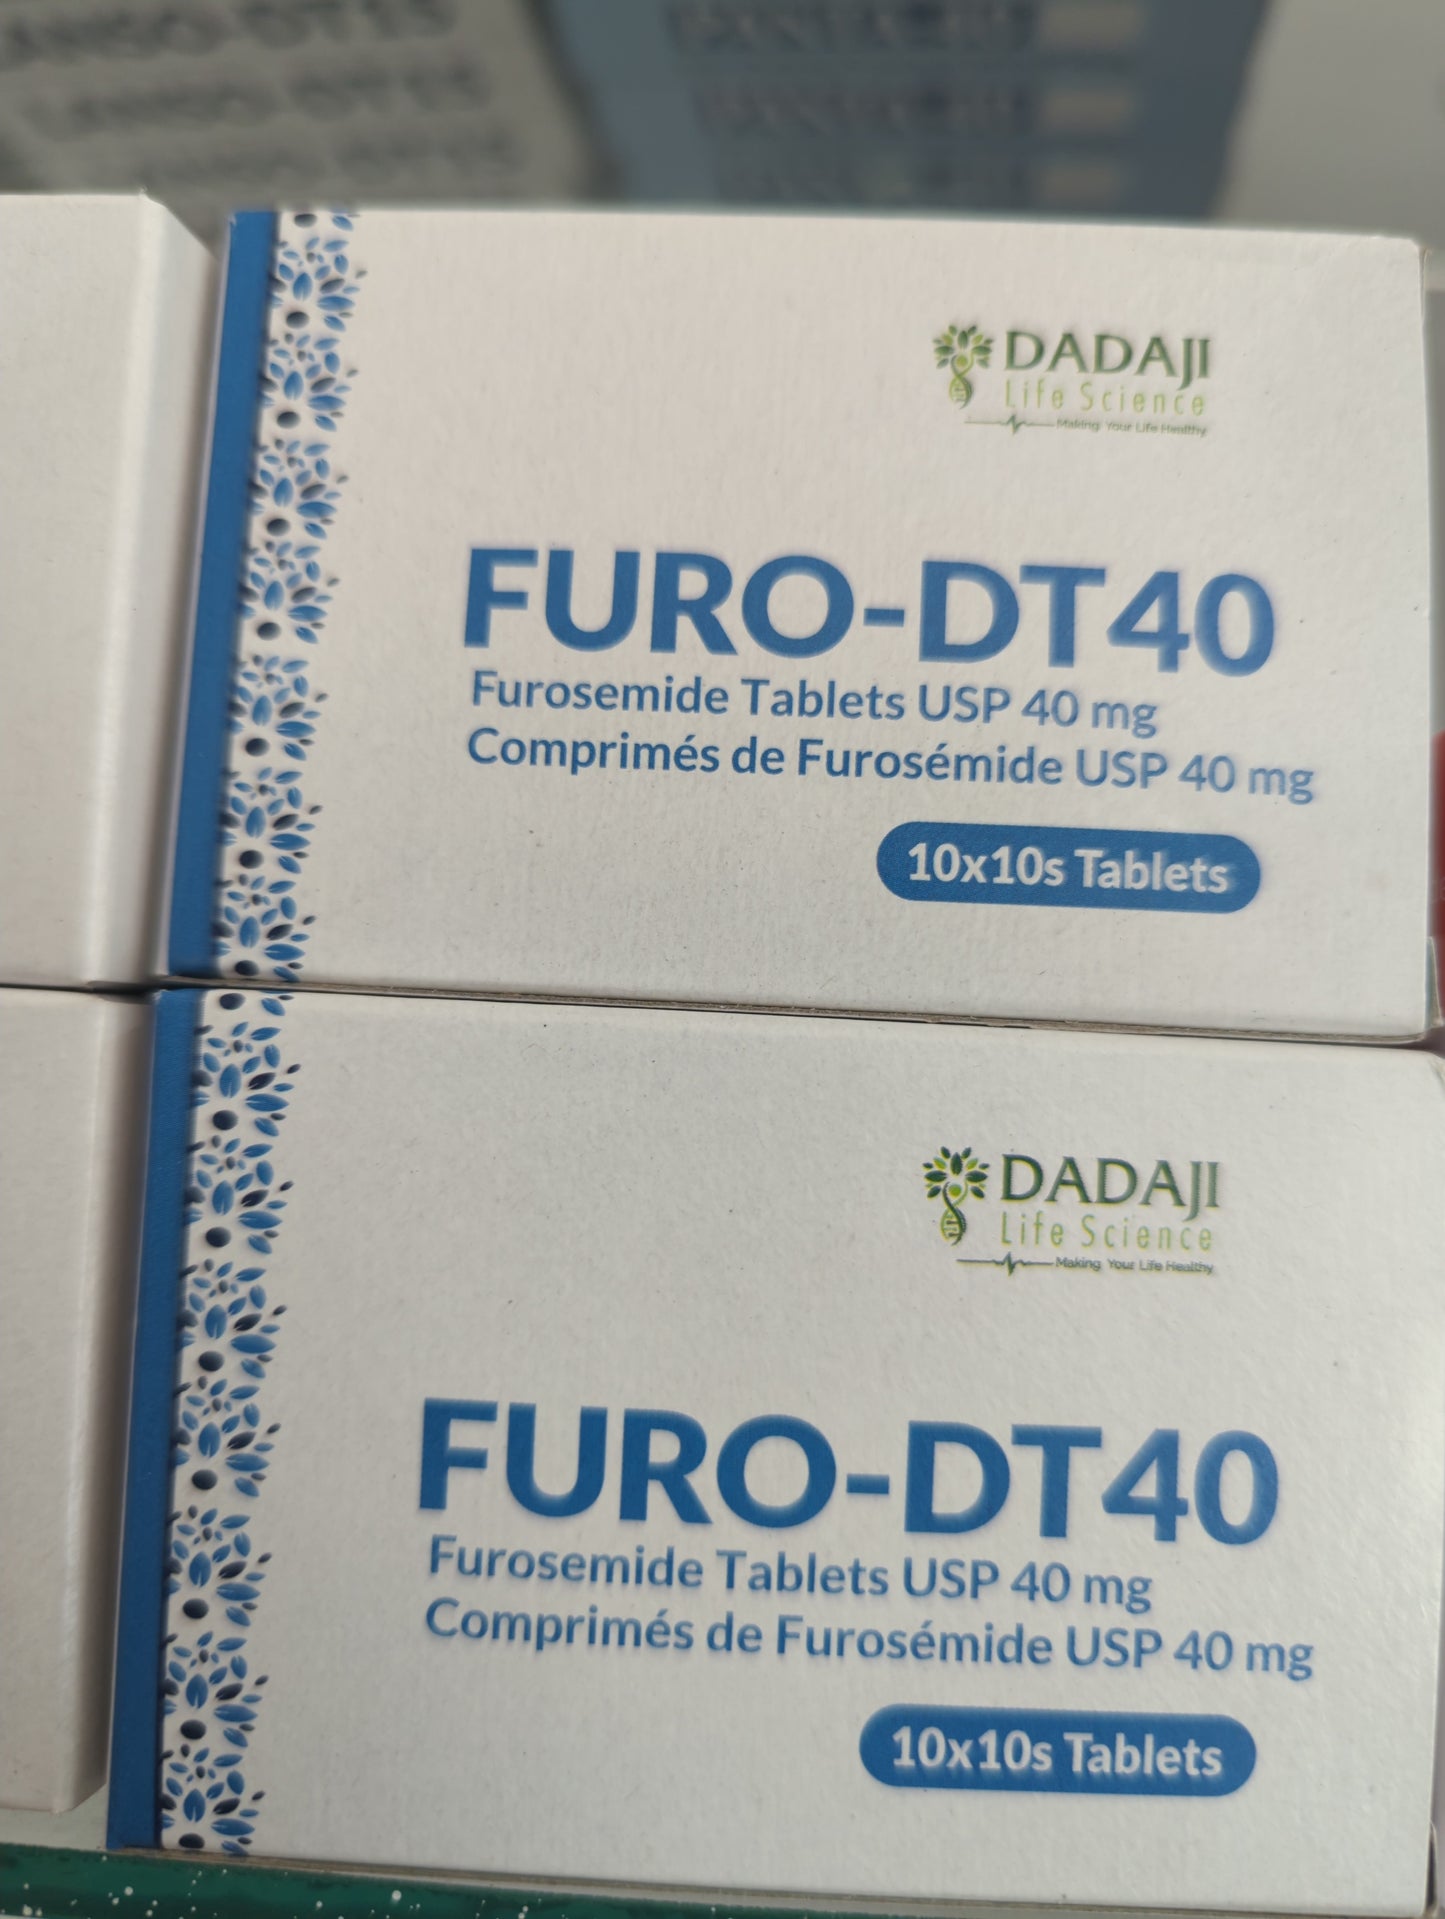 DADAJI
Life Science
Making Your Life Healthy
FURO-DT40
Furosemide Tablets USP 40 mg
Comprimés de Furosémide USP 40 mg
10x10s Tablets
DADAJI
Life Science
Making Your Life Healthy
FURO-DT40
Furosemide Tablets USP 40 mg
Comprimés de Furosémide USP 40 mg
10x10s Tablets